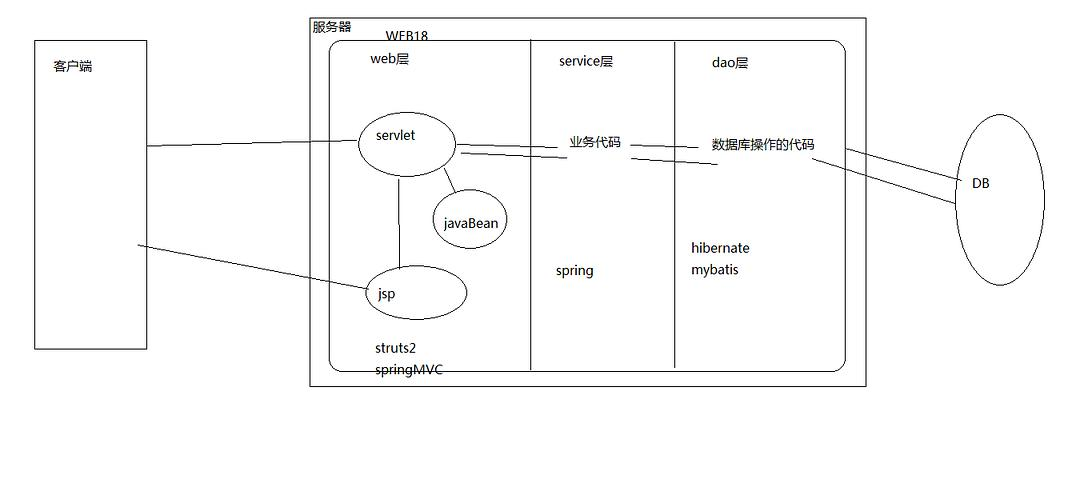 服务器
WEB18
客户端
web层
service层
dao层
servlet
业务代码
数据库操作的代码
DB
javaBean
hibernate
mybatis
spring
jsp
struts2
springMVC